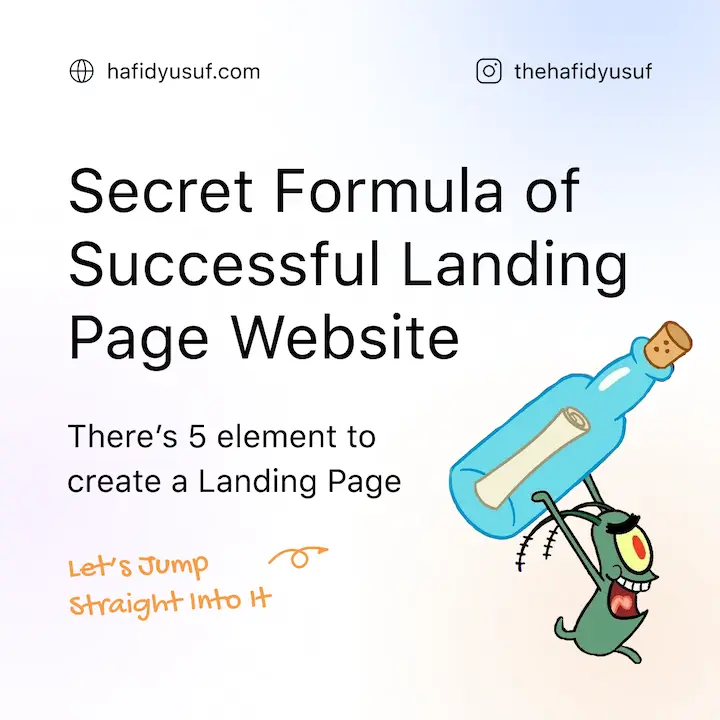 hafidyusuf.com
thehafidyusuf
Secret Formula of
Successful Landing
Page Website
There's 5 element to
create a Landing Page
Let's Jump
Straight Into It